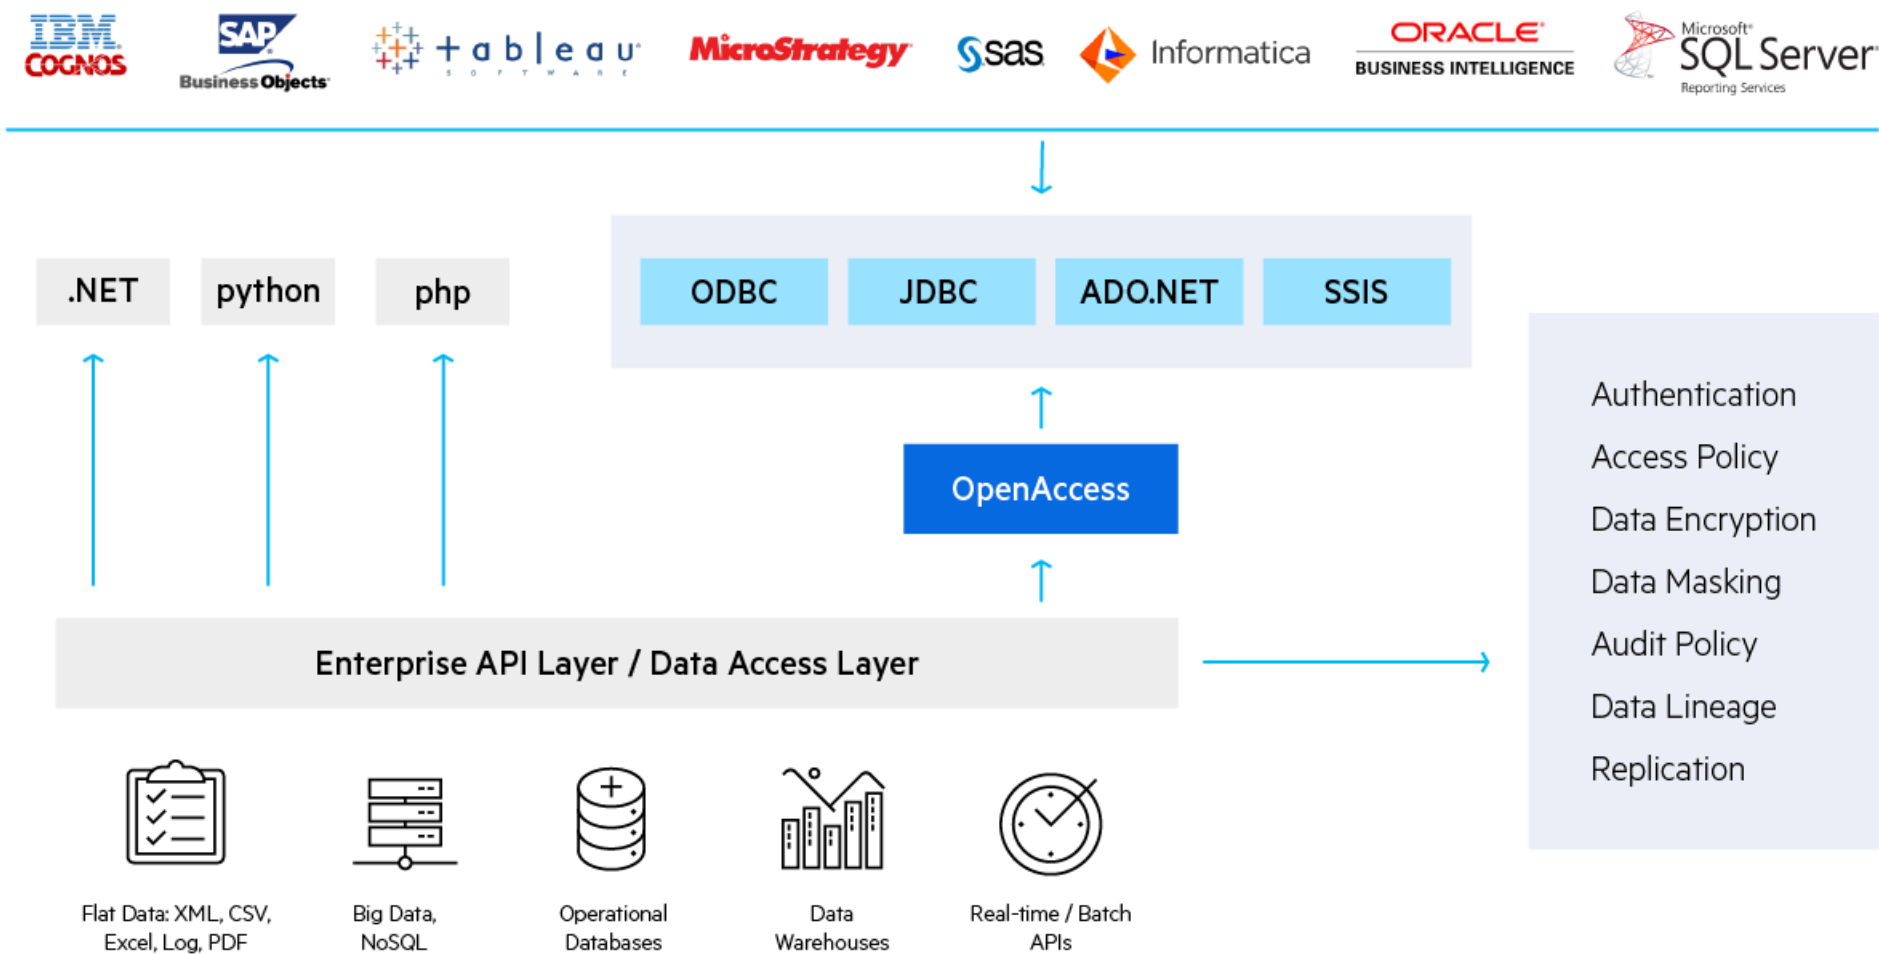 IBM
COGNOS
SAP
Business Objects
+ableau
SOFTWARE
MicroStrategy
sas
Informatica
ORACLE
BUSINESS INTELLIGENCE
Microsoft
SQL Server
Reporting Services
.NET
python
php
ODBC
JDBC
ADO.NET
SSIS
OpenAccess
Enterprise API Layer / Data Access Layer
Authentication
Access Policy
Data Encryption
Data Masking
Audit Policy
Data Lineage
Replication
Flat Data: XML, CSV,
Excel, Log, PDF
Big Data,
NoSQL
Operational
Databases
Data
Warehouses
Real-time / Batch
APIs